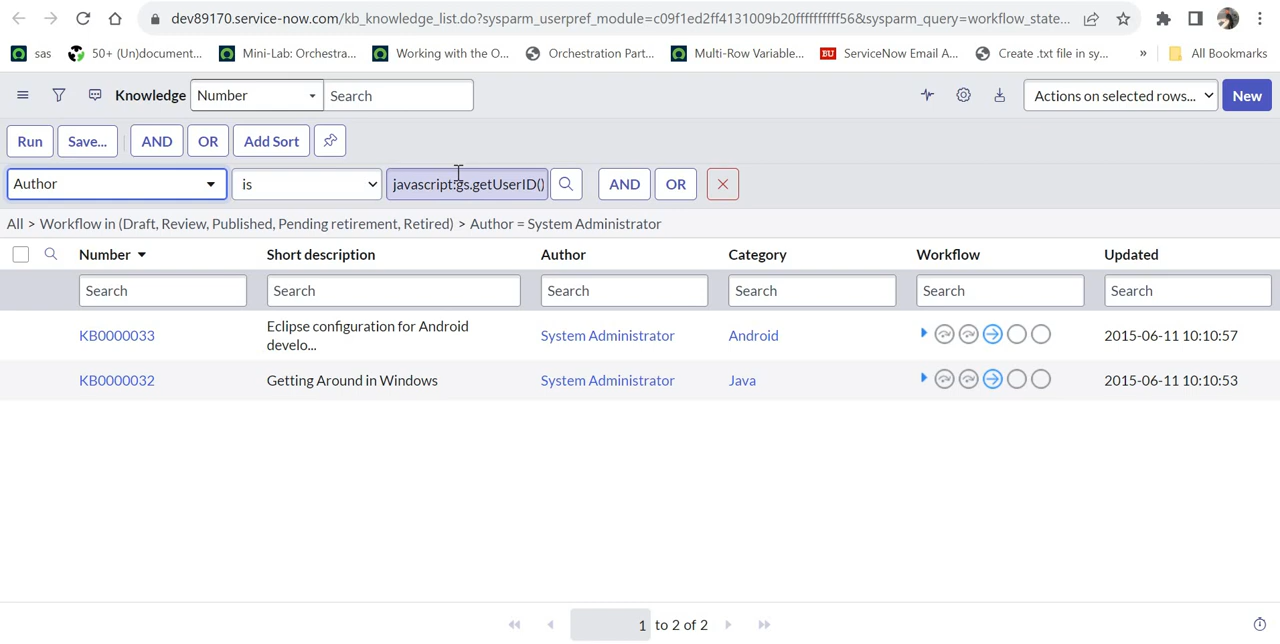 dev89170.service-now.com/kb_knowledge_list.do?sysparm_userpref_module=c09f1ed2ff4131009b20ffffffffff56&sysparm_query=workflow_state...
sas 50+ (Un)document... Mini-Lab: Orchestra... Working with the O... Orchestration Part... Multi-Row Variable... BU ServiceNow Email A... Create .txt file in sy... » All Bookmarks
Knowledge Number Search Actions on selected rows... New
Run Save... AND OR Add Sort
Author is javascript:gs.getUserID() AND OR
All > Workflow in (Draft, Review, Published, Pending retirement, Retired) > Author = System Administrator
Number Short description Author Category Workflow Updated
Search Search Search Search Search Search
KB0000033 Eclipse configuration for Android develo... System Administrator Android 2015-06-11 10:10:57
KB0000032 Getting Around in Windows System Administrator Java 2015-06-11 10:10:53
1 to 2 of 2